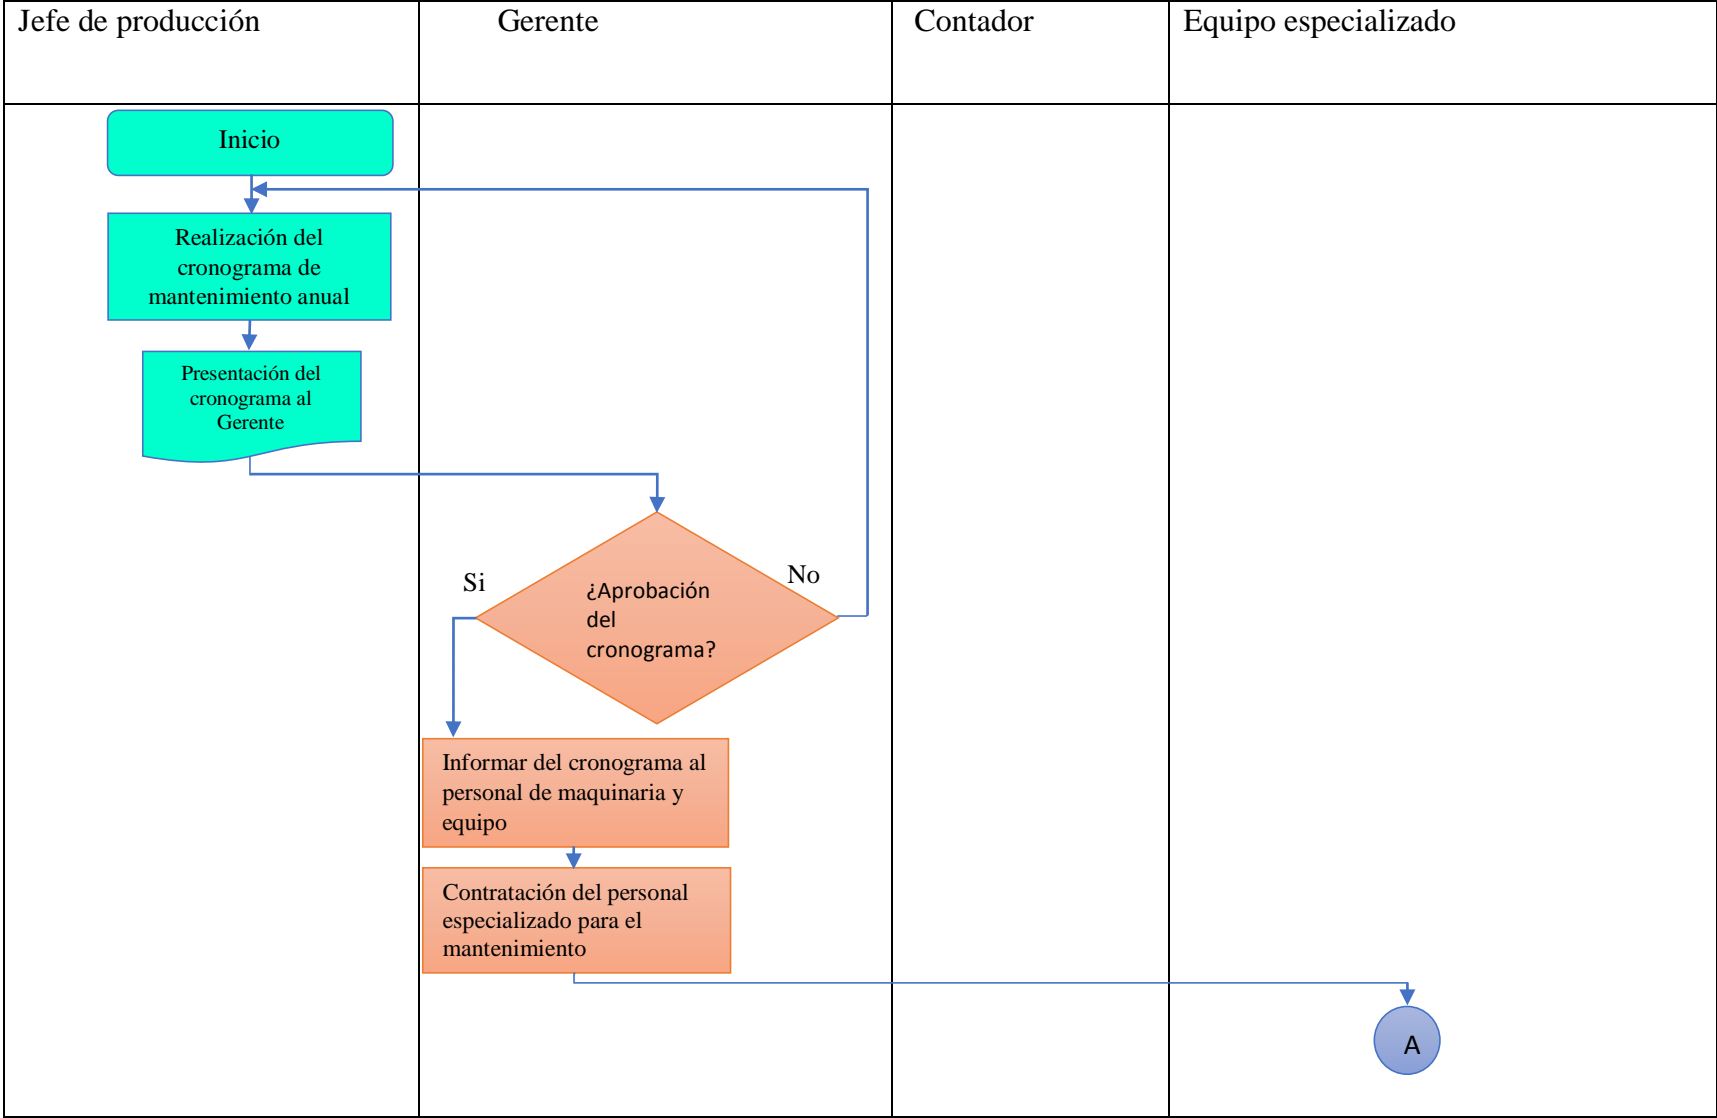 Jefe de producción
Gerente
Contador
Equipo especializado
Inicio
Realización del
cronograma de
mantenimiento anual
Presentación del
cronograma al
Gerente
Si
No
¿Aprobación
del
cronograma?
Informar del cronograma al
personal de maquinaria y
equipo
Contratación del personal
especializado para el
mantenimiento
A